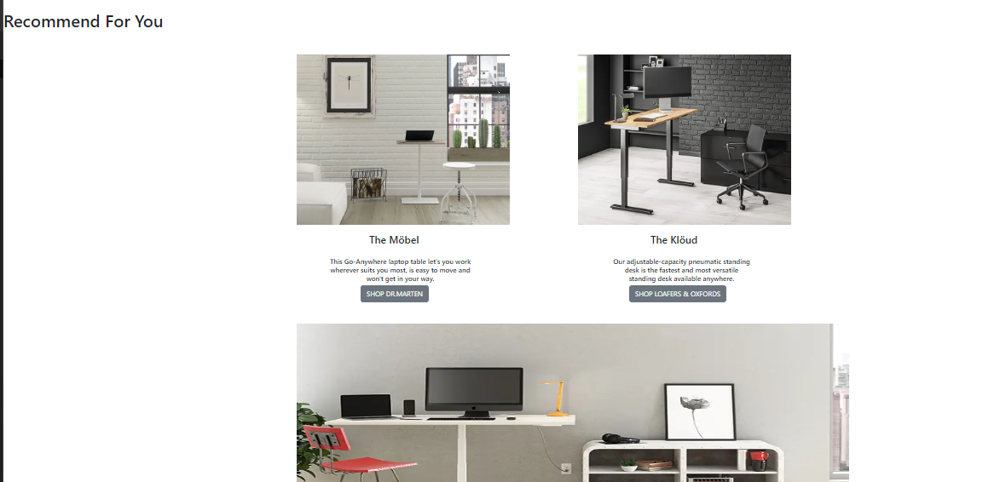 Recommend For You
The Möbel
This Go-Anywhere laptop table let's you work
wherever suits you most, is easy to move and
won't get in your way.
SHOP DR.MARTEN
The Klöud
Our adjustable-capacity pneumatic standing
desk is the fastest and most versatile
standing desk available anywhere.
SHOP LOAFERS & OXFORDS